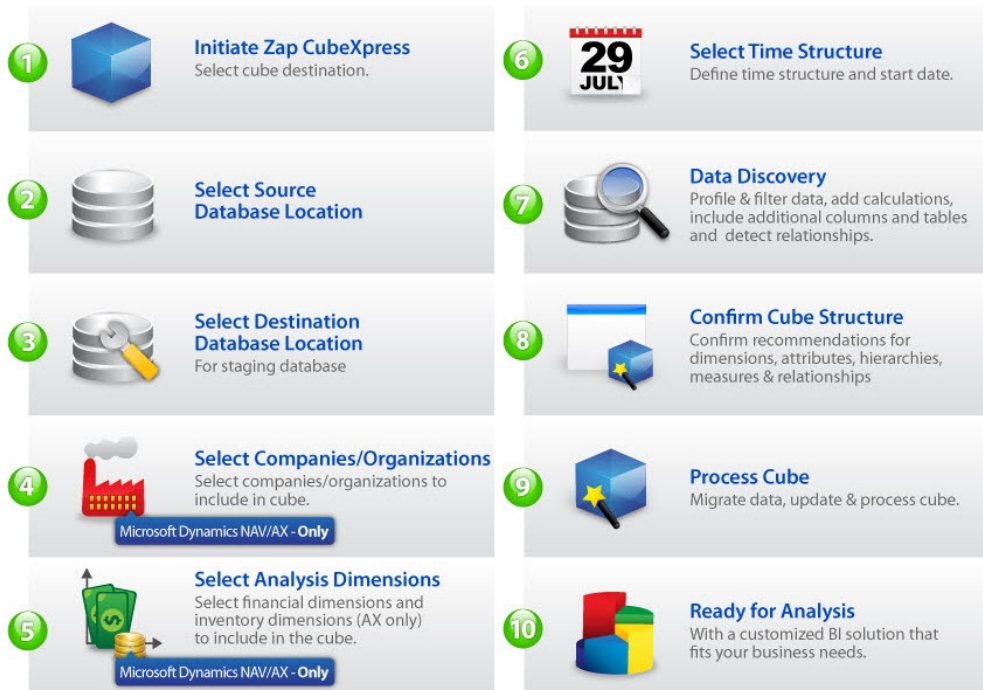 1
Initiate Zap CubeXpress
Select cube destination.
2
Select Source
Database Location
3
Select Destination
Database Location
For staging database
4
Select Companies/Organizations
Select companies/organizations to
include in cube.
Microsoft Dynamics NAV/AX - Only
5
Select Analysis Dimensions
Select financial dimensions and
inventory dimensions (AX only)
to include in the cube.
Microsoft Dynamics NAV/AX - Only
6
29
JULY
Select Time Structure
Define time structure and start date.
7
Data Discovery
Profile & filter data, add calculations,
include additional columns and tables
and detect relationships.
8
Confirm Cube Structure
Confirm recommendations for
dimensions, attributes, hierarchies,
measures & relationships
9
Process Cube
Migrate data, update & process cube.
10
Ready for Analysis
With a customized BI solution that
fits your business needs.